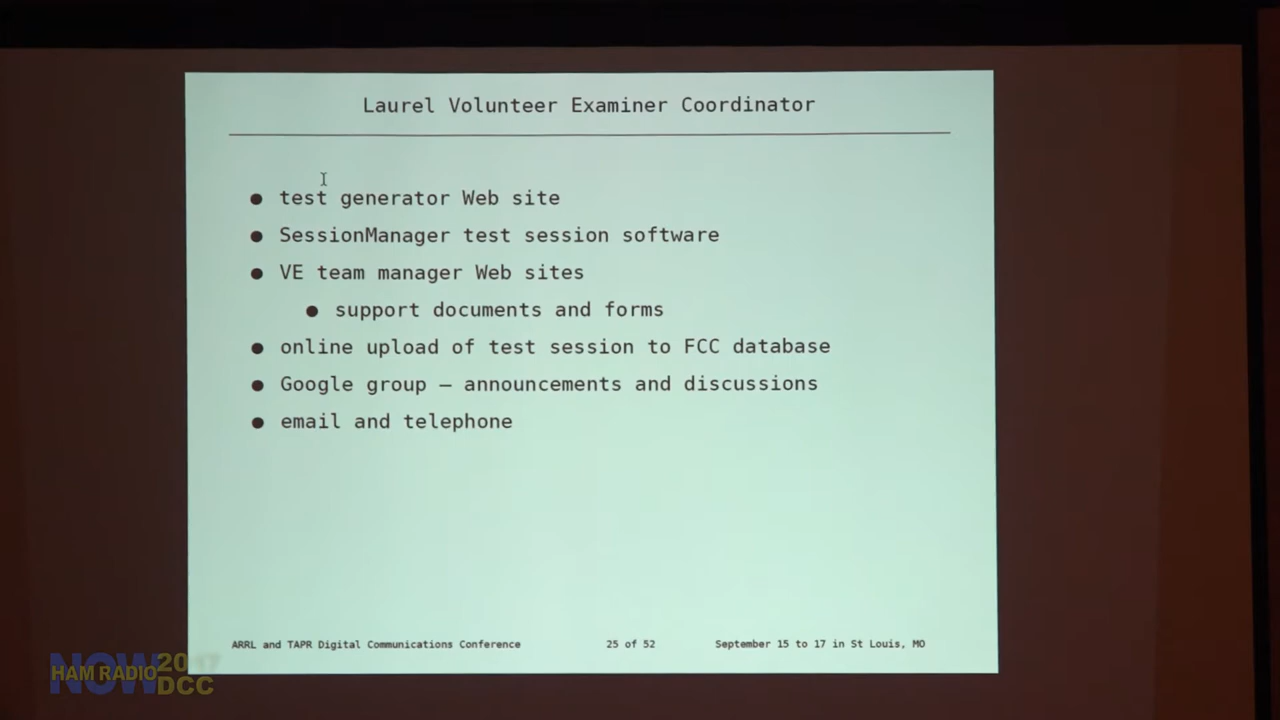 Laurel Volunteer Examiner Coordinator
● test generator Web site
● SessionManager test session software
● VE team manager Web sites
● support documents and forms
● online upload of test session to FCC database
● Google group – announcements and discussions
● email and telephone
ARRL and TAPR Digital Communications Conference 25 of 52 September 15 to 17 in St Louis, MO
HAM RADIO NOW 2017 DCC